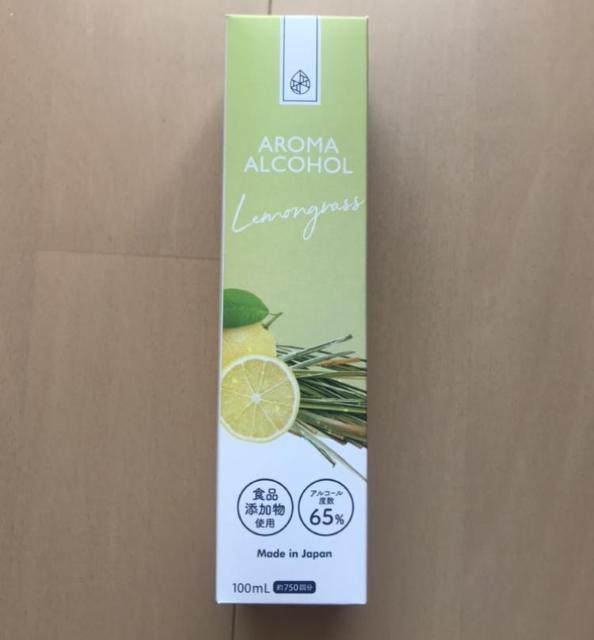 AROMA
ALCOHOL
Lemongrass
食品
添加物
使用
アルコール
度数
65%
Made in Japan
100mL 約750回分